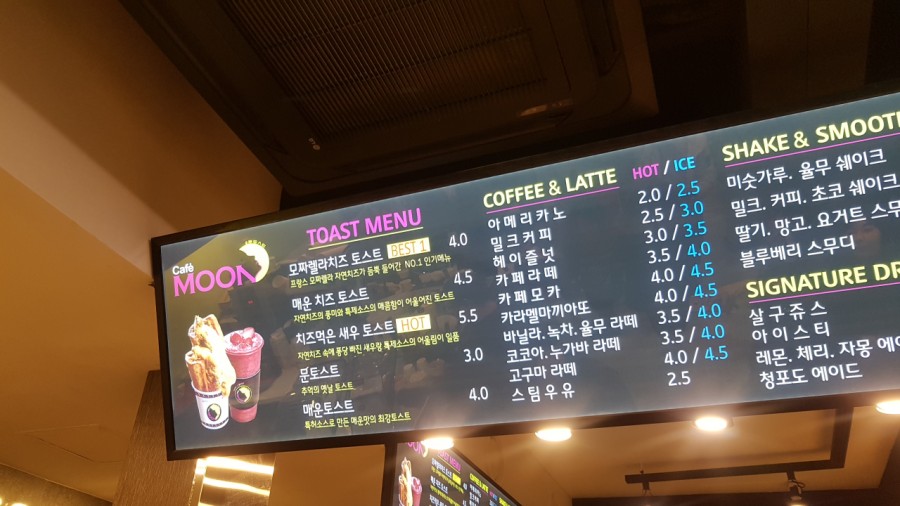 Café
MOON
TOAST MENU
모짜렐라치즈 토스트 BEST 1 4.0
프랑스 모짜렐라 자연치즈가 듬뿍 들어간 NO.1 인기메뉴
매운 치즈 토스트 4.5
자연치즈의 풍미와 특제소스의 매콤함이 어울어진 토스트
치즈먹은 새우 토스트 HOT 5.5
자연치즈 속에 퐁당 빠진 새우랑 특제소스의 어울림이 일품
문토스트 3.0
추억의 옛날 토스트
매운토스트 4.0
특허소스로 만든 매운맛의 최강토스트
COFFEE & LATTE HOT / ICE
아메리카노 2.0 / 2.5
밀크커피 2.5 / 3.0
헤이즐넛 3.0 / 3.5
카페라떼 3.5 / 4.0
카페모카 4.0 / 4.5
카라멜마끼아또 4.0 / 4.5
바닐라. 녹차. 율무 라떼 3.5 / 4.0
코코아. 누가바 라떼 3.5 / 4.0
고구마 라떼 4.0 / 4.5
스팀우유 2.5
SHAKE & SMOOT
미숫가루. 율무 쉐이크
밀크. 커피. 초코 쉐이크
딸기. 망고. 요거트 스무
블루베리 스무디
SIGNATURE DR
살구쥬스
아이스티
레몬. 체리. 자몽 에이
청포도 에이드